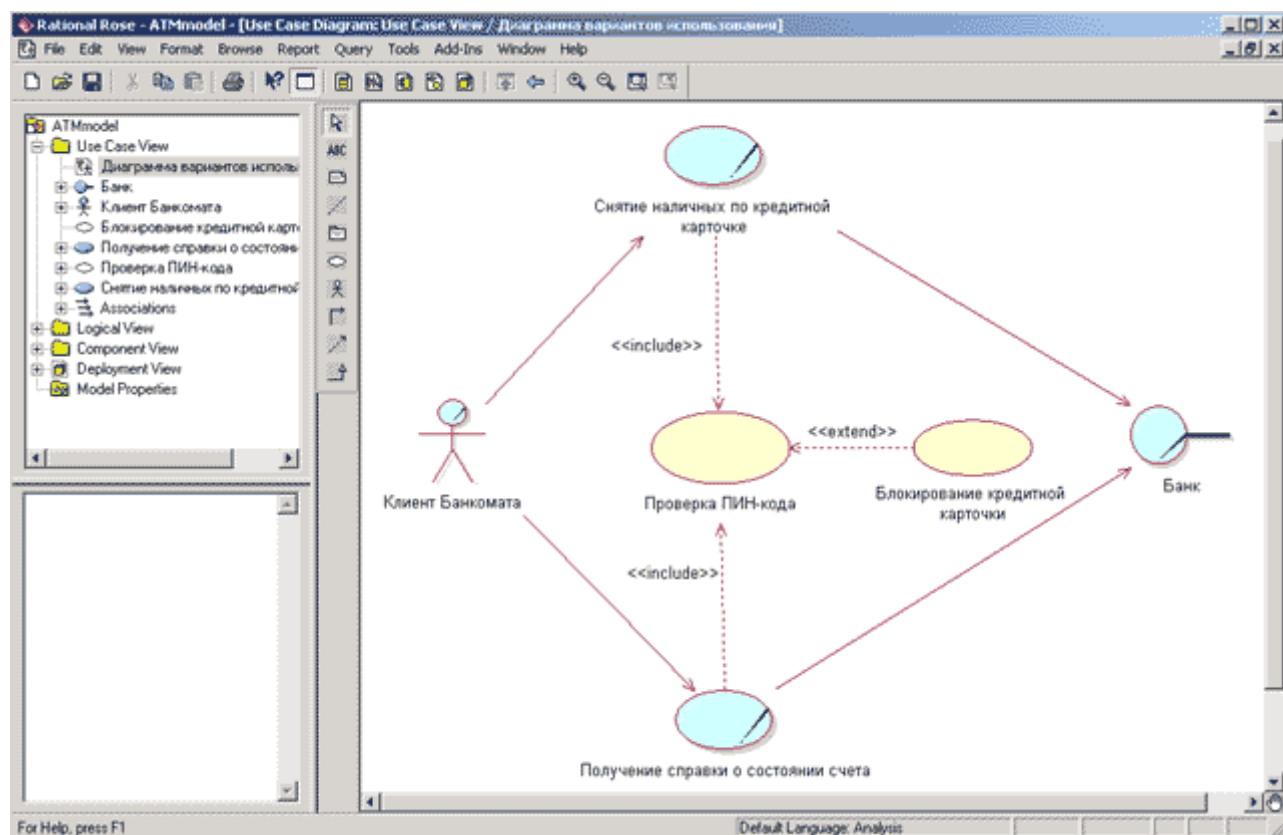 Rational Rose - ATMmodel - [Use Case Diagram: Use Case View / Диаграмма вариантов использования]
File Edit View Format Browse Report Query Tools Add-Ins Window Help
ATMmodel
Use Case View
Диаграмма вариантов исполь
Банк
Клиент Банкомата
Блокирование кредитной карт
Получение справки о состоян
Проверка ПИН-кода
Снятие наличных по кредитной
Associations
Logical View
Component View
Deployment View
Model Properties
ABC
Снятие наличных по кредитной
карточке
<<include>>
<<extend>>
Клиент Банкомата
Проверка ПИН-кода
Блокирование кредитной
карточки
Банк
<<include>>
Получение справки о состоянии счета
For Help, press F1
Default Language: Analysis